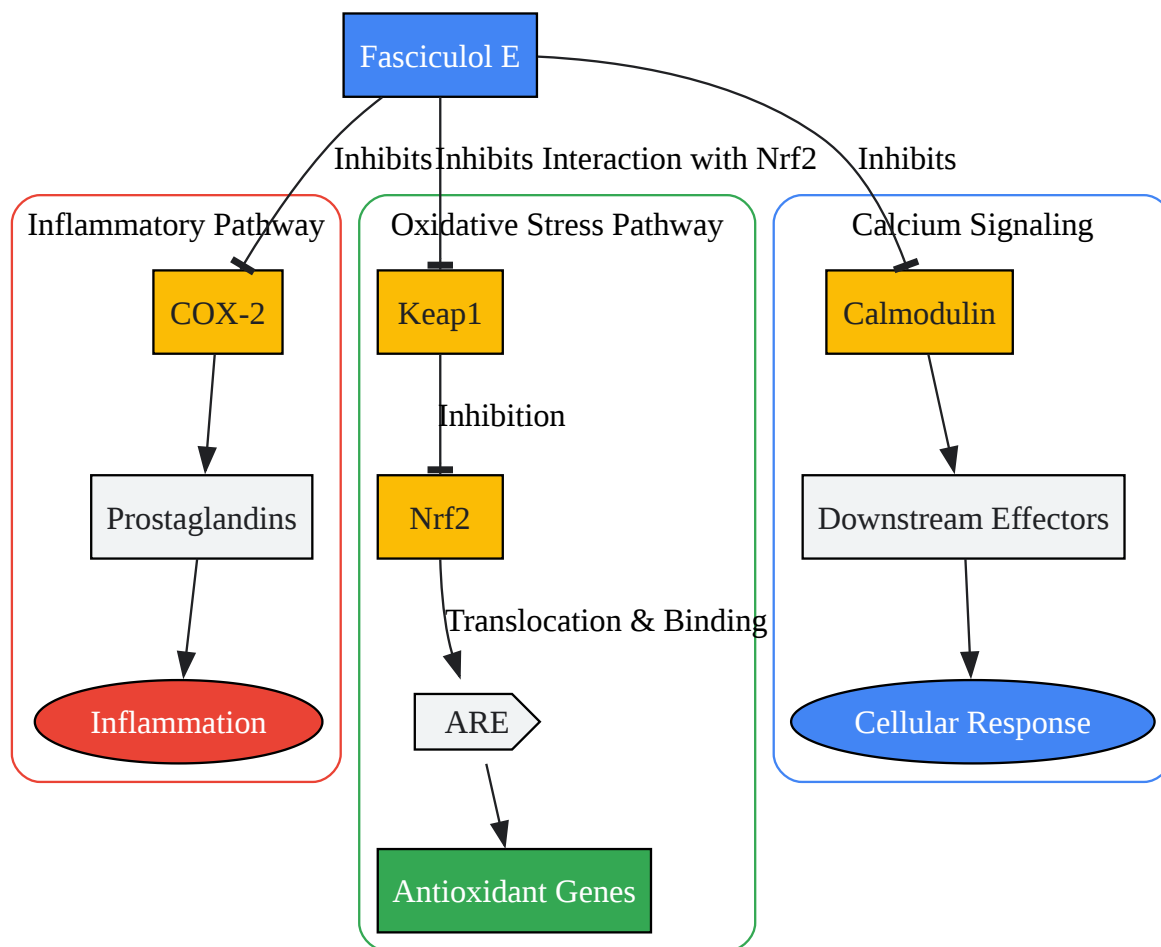 Fasciculol E
Inhibits
Inhibits Interaction with Nrf2
Inhibits
Inflammatory Pathway
Oxidative Stress Pathway
Calcium Signaling
COX-2
Keap1
Calmodulin
Inhibition
Prostaglandins
Nrf2
Downstream Effectors
Translocation & Binding
Inflammation
ARE
Cellular Response
Antioxidant Genes